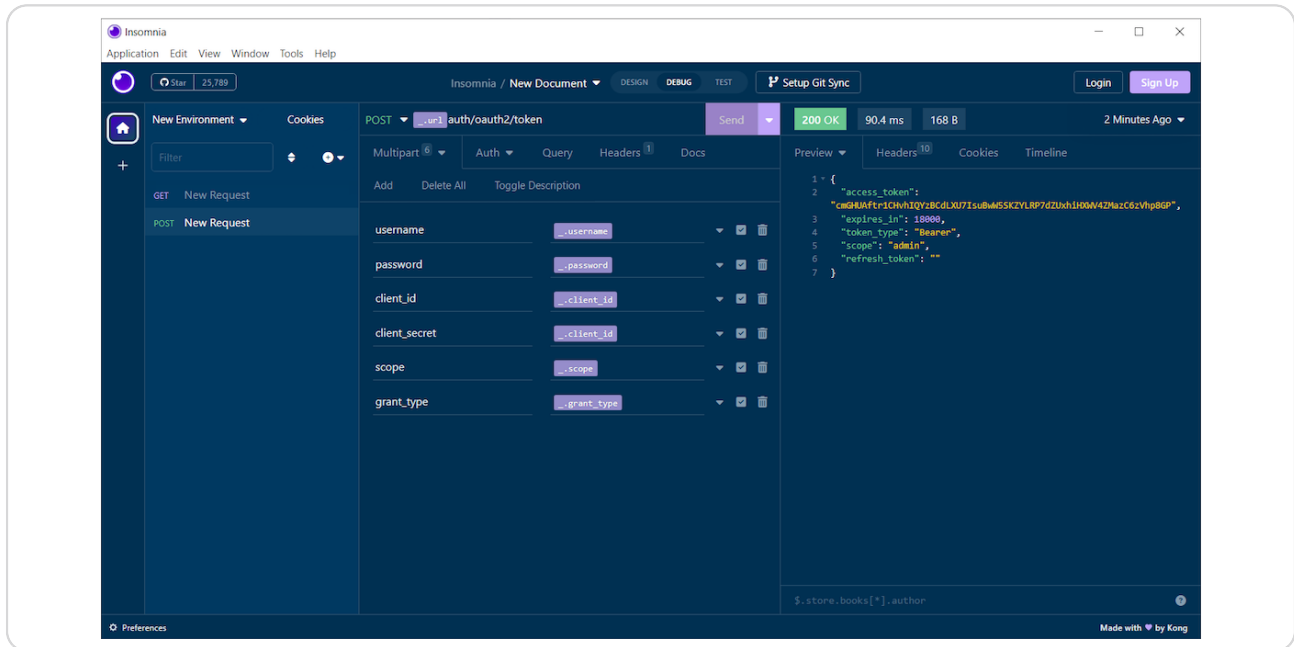 Insomnia
Application Edit View Window Tools Help
Star 25,789
Insomnia / New Document DESIGN DEBUG TEST Setup Git Sync Login Sign Up
New Environment Cookies
POST _.url auth/oauth2/token Send
200 OK 90.4 ms 168 B 2 Minutes Ago
Filter
GET New Request
POST New Request
Multipart 6 Auth Query Headers 1 Docs
Add Delete All Toggle Description
username _.username
password _.password
client_id _.client_id
client_secret _.client_id
scope _.scope
grant_type _.grant_type
Preview Headers 10 Cookies Timeline
1 {
2 "access_token":
"cmGHUAftr1CHvhIQYzBCdLXU7IsuBwW5SKZYLRP7dZUxhiHXWV4ZMazC6zVhp8GP",
3 "expires_in": 18000,
4 "token_type": "Bearer",
5 "scope": "admin",
6 "refresh_token": ""
7 }
$.store.books[*].author
Preferences
Made with ♥ by Kong